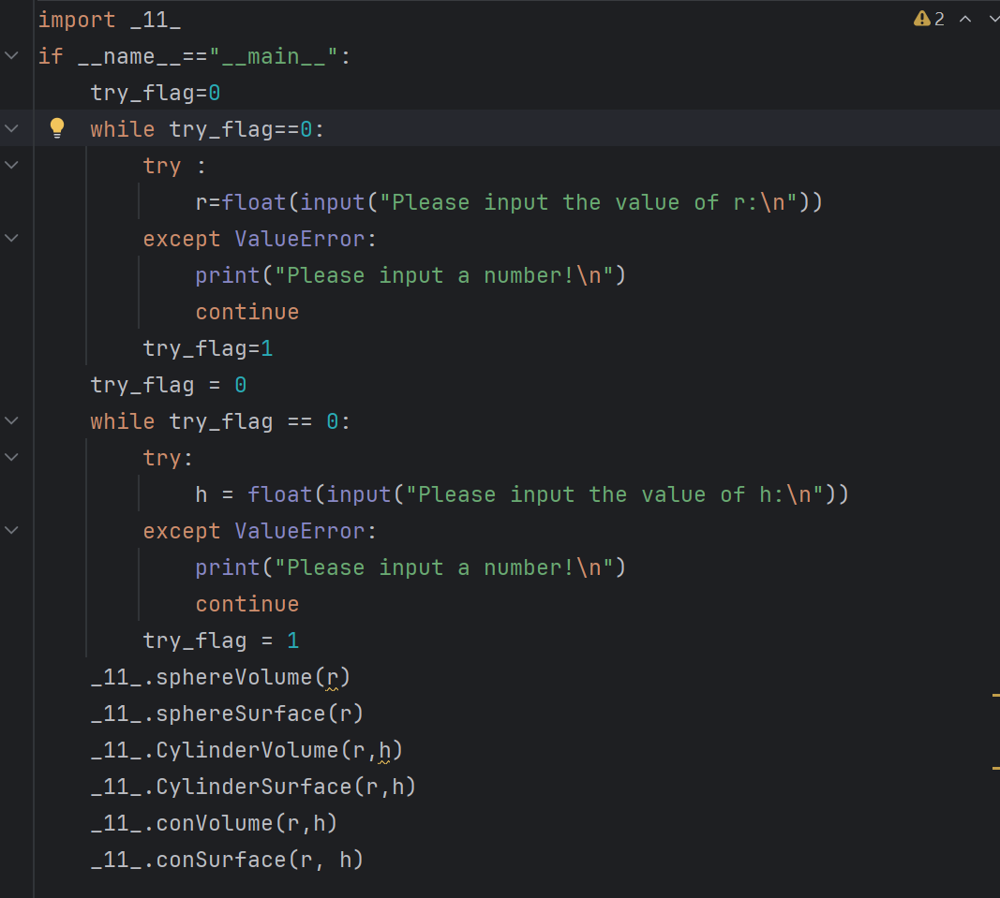 import _11_
2
if __name__=="__main__":
    try_flag=0
    while try_flag==0:
        try :
            r=float(input("Please input the value of r:\n"))
        except ValueError:
            print("Please input a number!\n")
            continue
        try_flag=1
    try_flag = 0
    while try_flag == 0:
        try:
            h = float(input("Please input the value of h:\n"))
        except ValueError:
            print("Please input a number!\n")
            continue
        try_flag = 1
    _11_.sphereVolume(r)
    _11_.sphereSurface(r)
    _11_.CylinderVolume(r,h)
    _11_.CylinderSurface(r,h)
    _11_.conVolume(r,h)
    _11_.conSurface(r, h)